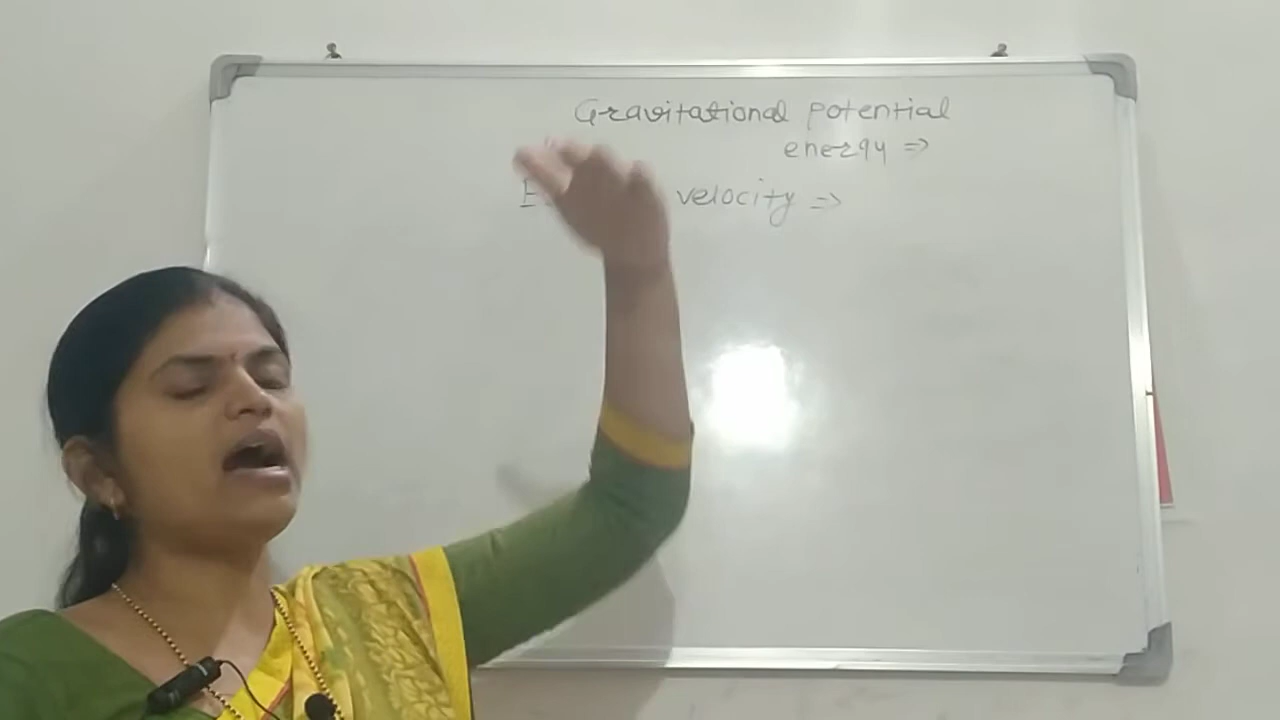 Gravitational potential
energy =>
velocity =>